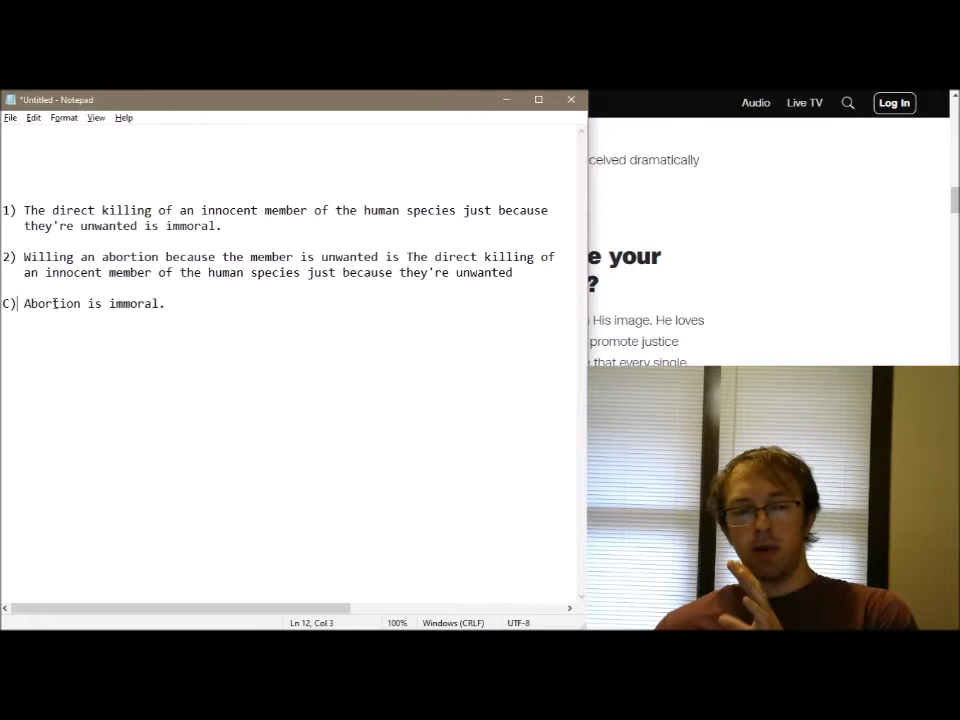 *Untitled - Notepad
File Edit Format View Help
Audio Live TV Log In
ceived dramatically
1) The direct killing of an innocent member of the human species just because
they're unwanted is immoral.
2) Willing an abortion because the member is unwanted is The direct killing of
an innocent member of the human species just because they're unwanted
C) Abortion is immoral.
e your
?
His image. He loves
promote justice
that every single
Ln 12, Col 3 100% Windows (CRLF) UTF-8